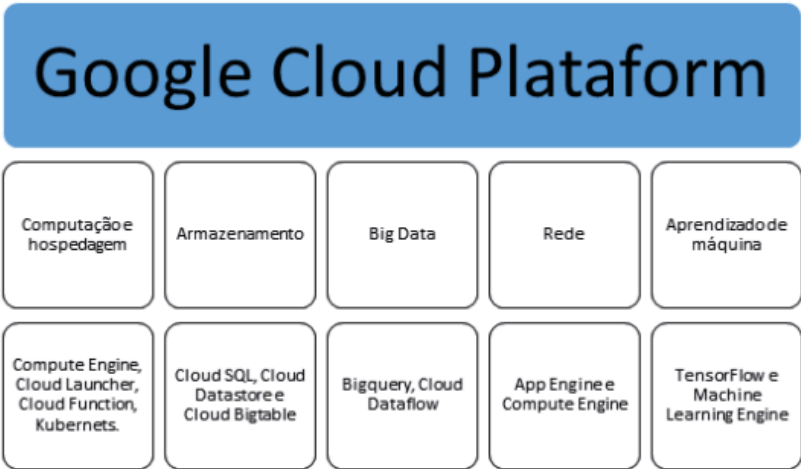 Google Cloud Plataform
Computação e
hospedagem
Armazenamento
Big Data
Rede
Aprendizado de
máquina
Compute Engine,
Cloud Launcher,
Cloud Function,
Kubernets.
Cloud SQL, Cloud
Datastore e
Cloud Bigtable
Bigquery, Cloud
Dataflow
App Engine e
Compute Engine
TensorFlow e
Machine
Learning Engine